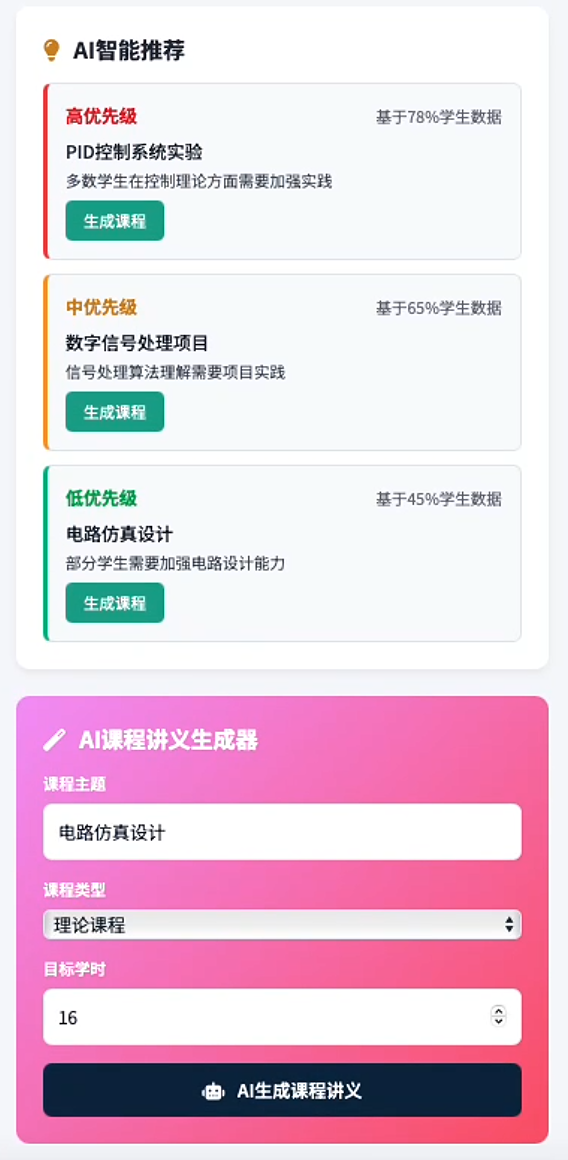 AI智能推荐
高优先级 基于78%学生数据
PID控制系统实验
多数学生在控制理论方面需要加强实践
生成课程
中优先级 基于65%学生数据
数字信号处理项目
信号处理算法理解需要项目实践
生成课程
低优先级 基于45%学生数据
电路仿真设计
部分学生需要加强电路设计能力
生成课程
AI课程讲义生成器
课程主题
电路仿真设计
课程类型
理论课程
目标学时
16
AI生成课程讲义